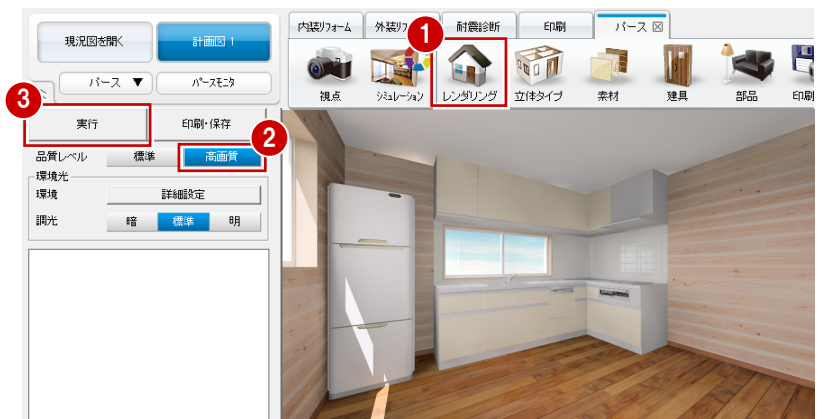 現況図を開く
計画図 1
パース ▼
パースモニタ
内装リフォーム
外装リフ
耐震診断
印刷
パース
1
視点
シミュレーション
レンダリング
立体タイプ
素材
建具
部品
印刷
3
実行
印刷・保存
2
品質レベル 標準 高画質
環境光
環境 詳細設定
調光 暗 標準 明